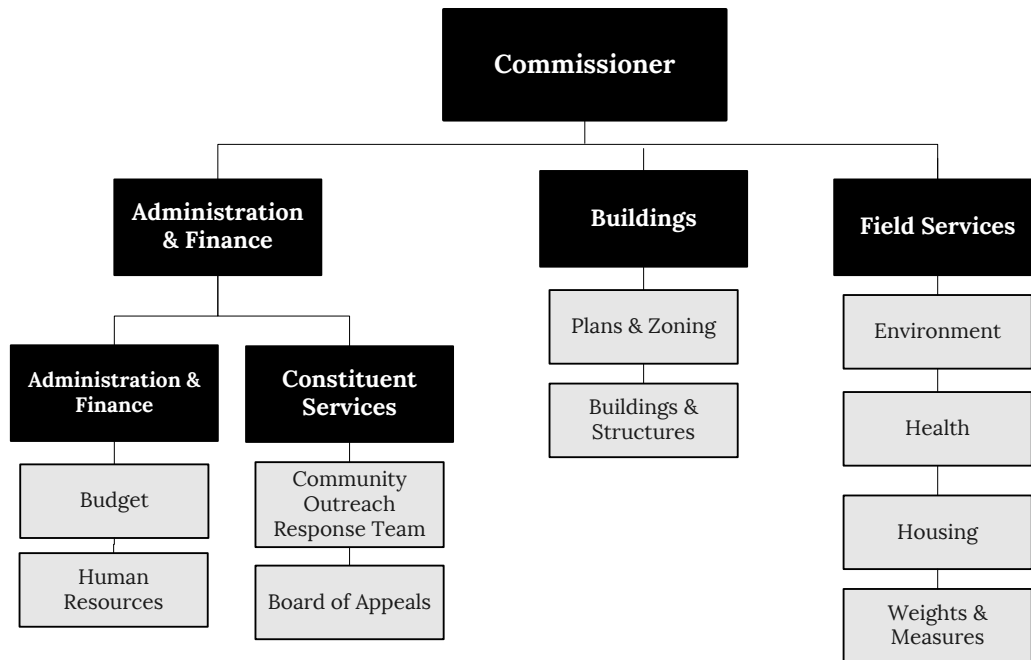 Commissioner
Administration
& Finance
Buildings
Field Services
Administration &
Finance
Constituent
Services
Budget
Human
Resources
Community
Outreach
Response Team
Board of Appeals
Plans & Zoning
Buildings &
Structures
Environment
Health
Housing
Weights &
Measures